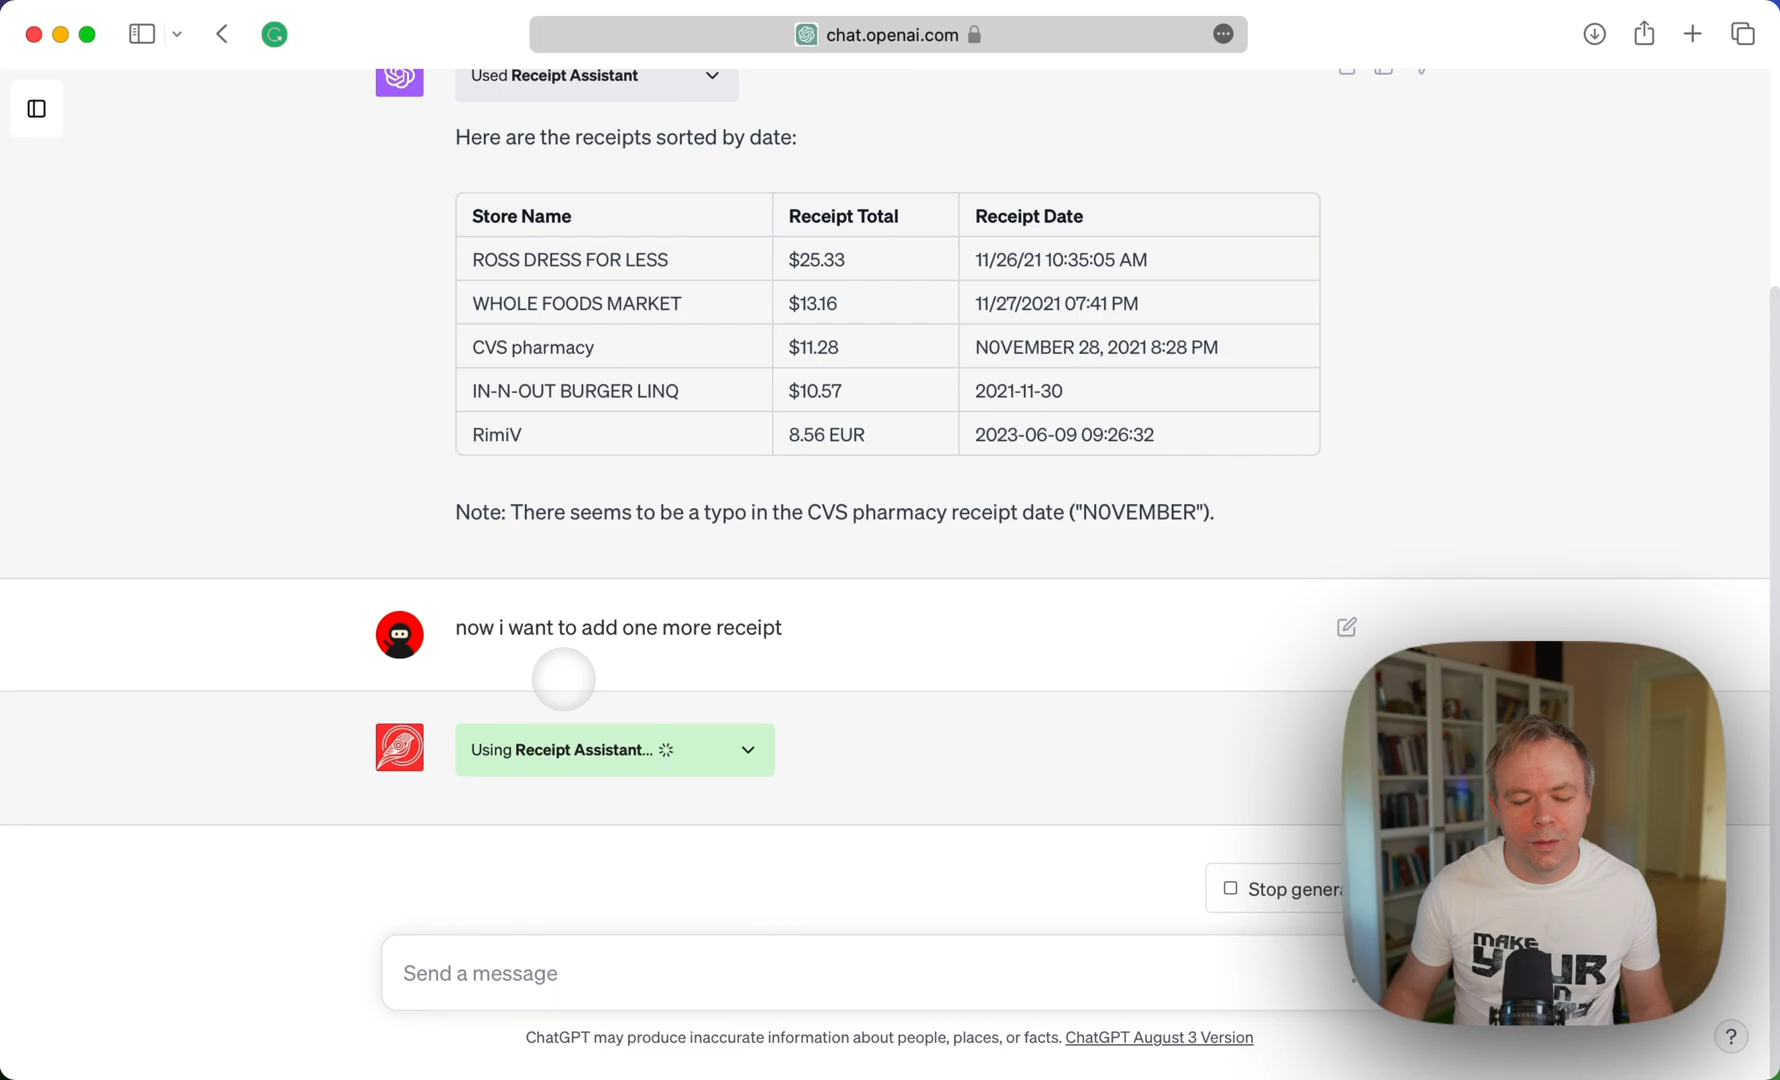 chat.openai.com
Used Receipt Assistant
Here are the receipts sorted by date:
Store Name Receipt Total Receipt Date
ROSS DRESS FOR LESS $25.33 11/26/21 10:35:05 AM
WHOLE FOODS MARKET $13.16 11/27/2021 07:41 PM
CVS pharmacy $11.28 N0VEMBER 28, 2021 8:28 PM
IN-N-OUT BURGER LINQ $10.57 2021-11-30
RimiV 8.56 EUR 2023-06-09 09:26:32
Note: There seems to be a typo in the CVS pharmacy receipt date ("N0VEMBER").
now i want to add one more receipt
Using Receipt Assistant...
Stop genera
Send a message
MAKE
YOUR
ChatGPT may produce inaccurate information about people, places, or facts. ChatGPT August 3 Version
?